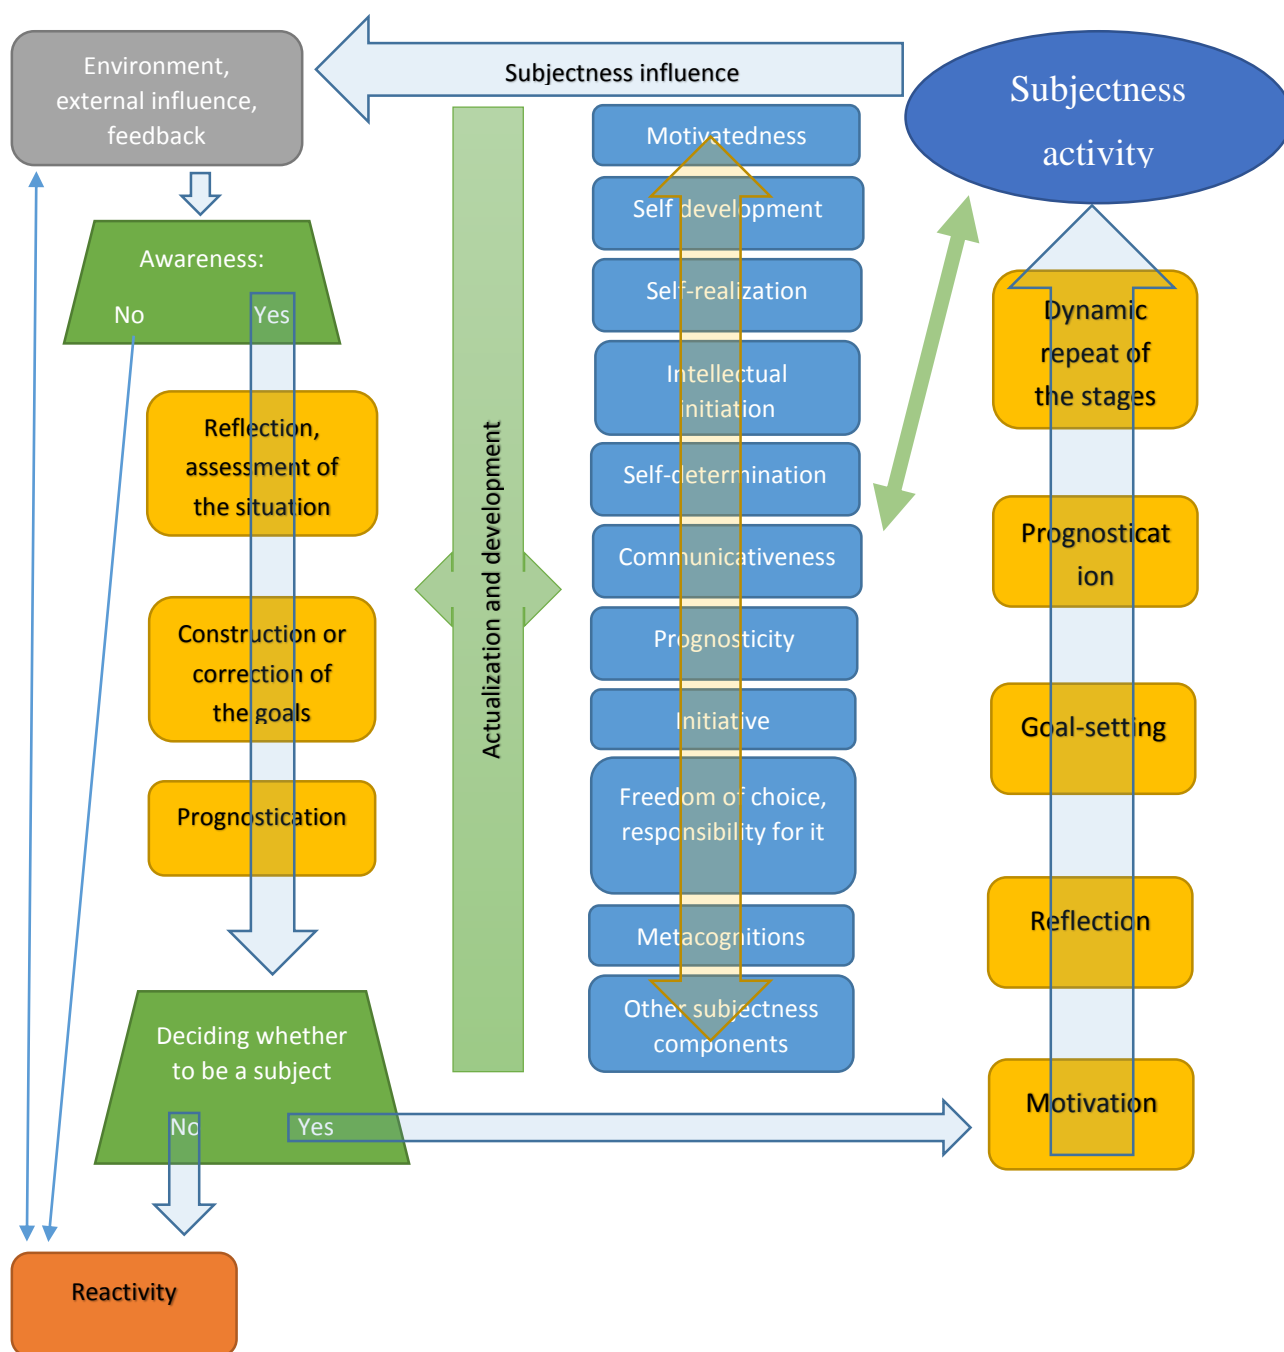 Environment,
external influence,
feedback
Subjectness influence
Subjectness
activity
Awareness:
No Yes
Reflection,
assessment of
the situation
Construction or
correction of
the goals
Prognostication
Deciding whether
to be a subject
No Yes
Reactivity
Actualization and development
Motivatedness
Self development
Self-realization
Intellectual
initiation
Self-determination
Communicativeness
Prognosticity
Initiative
Freedom of choice,
responsibility for it
Metacognitions
Other subjectness
components
Dynamic
repeat of
the stages
Prognosticat
ion
Goal-setting
Reflection
Motivation